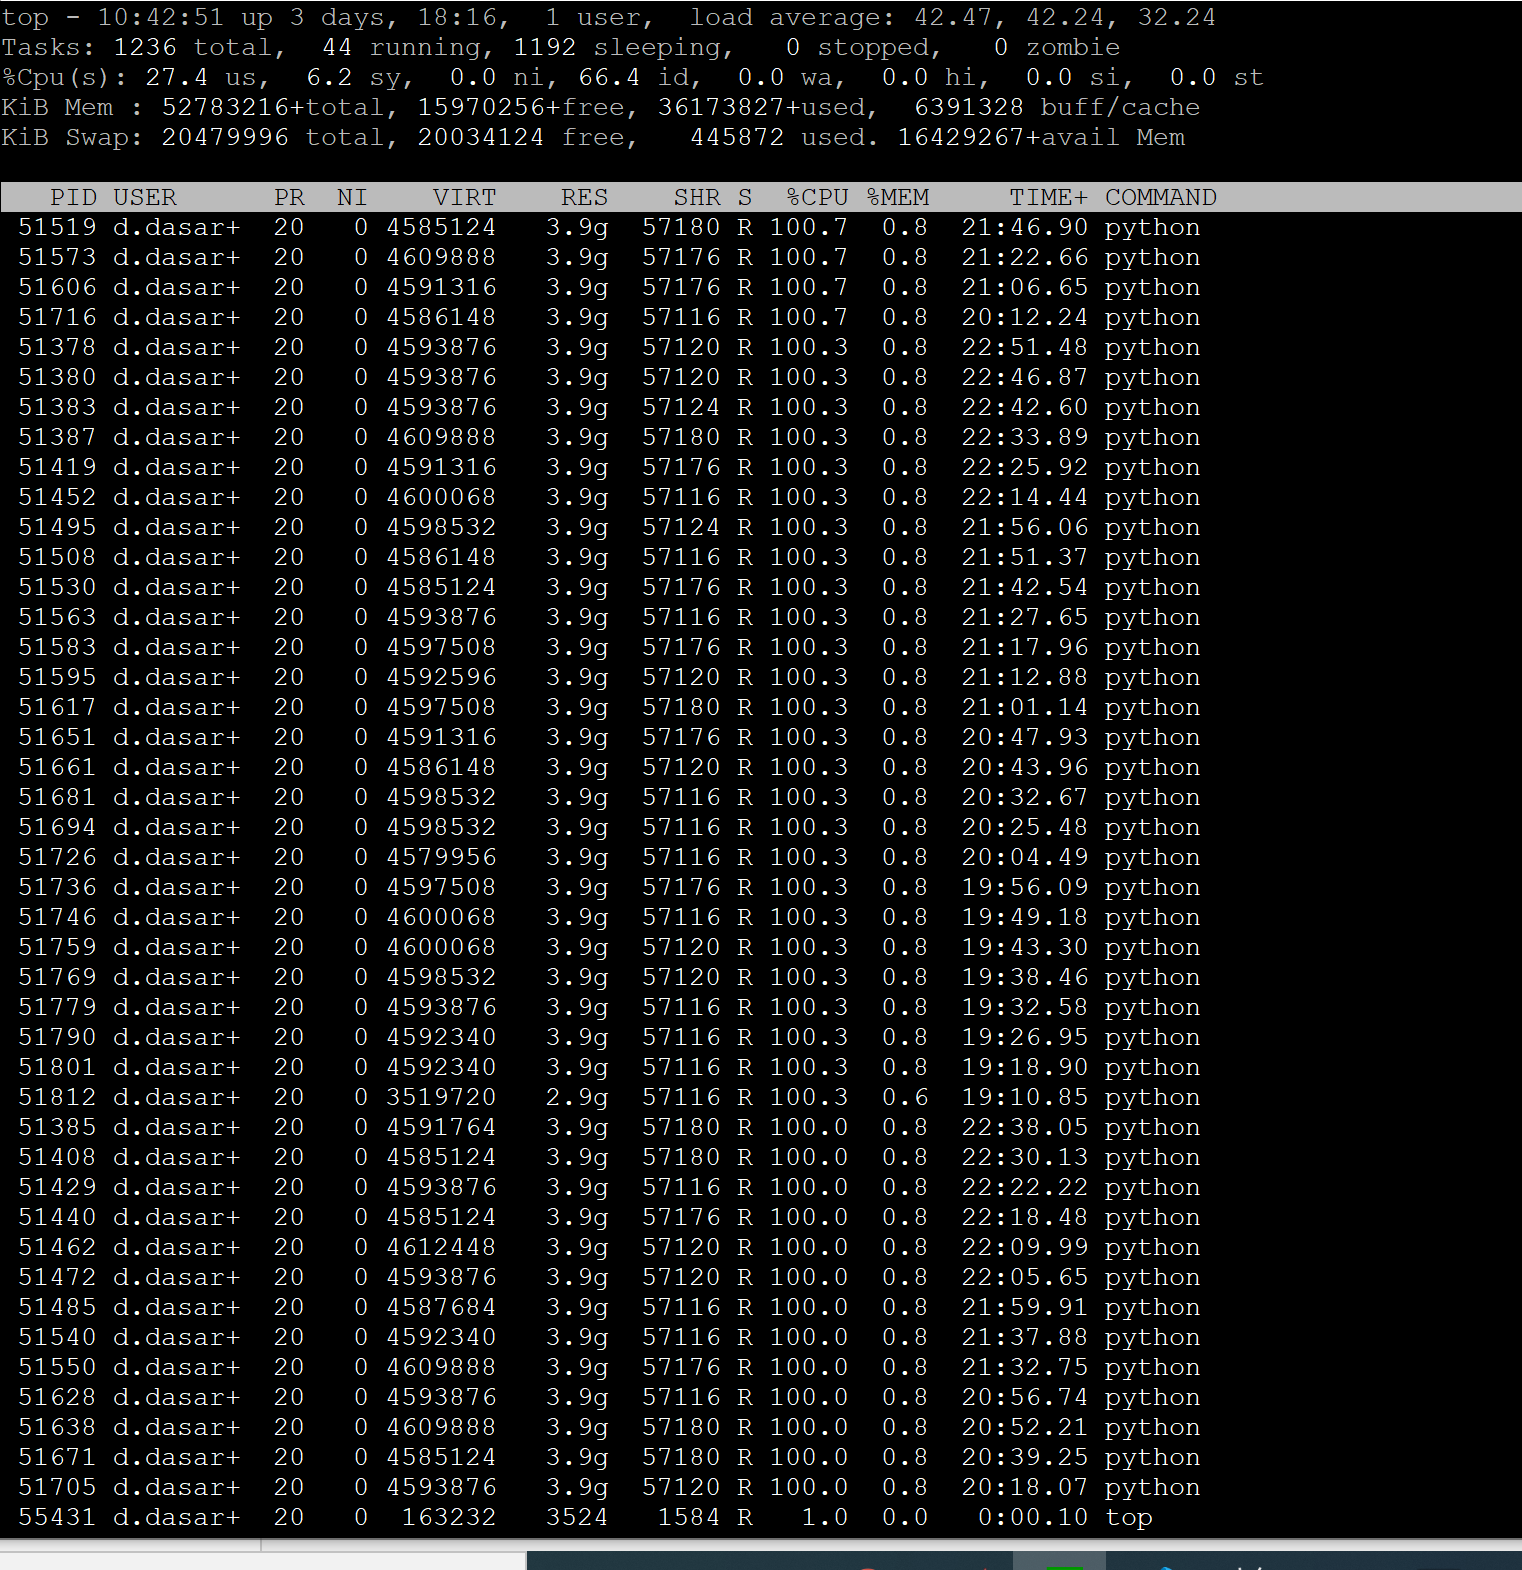 top - 10:42:51 up 3 days, 18:16,  1 user,  load average: 42.47, 42.24, 32.24
Tasks: 1236 total,  44 running, 1192 sleeping,   0 stopped,   0 zombie
%Cpu(s): 27.4 us,  6.2 sy,  0.0 ni, 66.4 id,  0.0 wa,  0.0 hi,  0.0 si,  0.0 st
KiB Mem : 52783216+total, 15970256+free, 36173827+used,  6391328 buff/cache
KiB Swap: 20479996 total, 20034124 free,   445872 used. 16429267+avail Mem
PID USER      PR  NI    VIRT    RES    SHR S  %CPU %MEM     TIME+ COMMAND
51519 d.dasar+  20   0 4585124   3.9g  57180 R 100.7  0.8  21:46.90 python
51573 d.dasar+  20   0 4609888   3.9g  57176 R 100.7  0.8  21:22.66 python
51606 d.dasar+  20   0 4591316   3.9g  57176 R 100.7  0.8  21:06.65 python
51716 d.dasar+  20   0 4586148   3.9g  57116 R 100.7  0.8  20:12.24 python
51378 d.dasar+  20   0 4593876   3.9g  57120 R 100.3  0.8  22:51.48 python
51380 d.dasar+  20   0 4593876   3.9g  57120 R 100.3  0.8  22:46.87 python
51383 d.dasar+  20   0 4593876   3.9g  57124 R 100.3  0.8  22:42.60 python
51387 d.dasar+  20   0 4609888   3.9g  57180 R 100.3  0.8  22:33.89 python
51419 d.dasar+  20   0 4591316   3.9g  57176 R 100.3  0.8  22:25.92 python
51452 d.dasar+  20   0 4600068   3.9g  57116 R 100.3  0.8  22:14.44 python
51495 d.dasar+  20   0 4598532   3.9g  57124 R 100.3  0.8  21:56.06 python
51508 d.dasar+  20   0 4586148   3.9g  57116 R 100.3  0.8  21:51.37 python
51530 d.dasar+  20   0 4585124   3.9g  57176 R 100.3  0.8  21:42.54 python
51563 d.dasar+  20   0 4593876   3.9g  57116 R 100.3  0.8  21:27.65 python
51583 d.dasar+  20   0 4597508   3.9g  57176 R 100.3  0.8  21:17.96 python
51595 d.dasar+  20   0 4592596   3.9g  57120 R 100.3  0.8  21:12.88 python
51617 d.dasar+  20   0 4597508   3.9g  57180 R 100.3  0.8  21:01.14 python
51651 d.dasar+  20   0 4591316   3.9g  57176 R 100.3  0.8  20:47.93 python
51661 d.dasar+  20   0 4586148   3.9g  57120 R 100.3  0.8  20:43.96 python
51681 d.dasar+  20   0 4598532   3.9g  57116 R 100.3  0.8  20:32.67 python
51694 d.dasar+  20   0 4598532   3.9g  57116 R 100.3  0.8  20:25.48 python
51726 d.dasar+  20   0 4579956   3.9g  57116 R 100.3  0.8  20:04.49 python
51736 d.dasar+  20   0 4597508   3.9g  57176 R 100.3  0.8  19:56.09 python
51746 d.dasar+  20   0 4600068   3.9g  57116 R 100.3  0.8  19:49.18 python
51759 d.dasar+  20   0 4600068   3.9g  57120 R 100.3  0.8  19:43.30 python
51769 d.dasar+  20   0 4598532   3.9g  57120 R 100.3  0.8  19:38.46 python
51779 d.dasar+  20   0 4593876   3.9g  57116 R 100.3  0.8  19:32.58 python
51790 d.dasar+  20   0 4592340   3.9g  57116 R 100.3  0.8  19:26.95 python
51801 d.dasar+  20   0 4592340   3.9g  57116 R 100.3  0.8  19:18.90 python
51812 d.dasar+  20   0 3519720   2.9g  57116 R 100.3  0.6  19:10.85 python
51385 d.dasar+  20   0 4591764   3.9g  57180 R 100.0  0.8  22:38.05 python
51408 d.dasar+  20   0 4585124   3.9g  57180 R 100.0  0.8  22:30.13 python
51429 d.dasar+  20   0 4593876   3.9g  57116 R 100.0  0.8  22:22.22 python
51440 d.dasar+  20   0 4585124   3.9g  57176 R 100.0  0.8  22:18.48 python
51462 d.dasar+  20   0 4612448   3.9g  57120 R 100.0  0.8  22:09.99 python
51472 d.dasar+  20   0 4593876   3.9g  57120 R 100.0  0.8  22:05.65 python
51485 d.dasar+  20   0 4587684   3.9g  57116 R 100.0  0.8  21:59.91 python
51540 d.dasar+  20   0 4592340   3.9g  57116 R 100.0  0.8  21:37.88 python
51550 d.dasar+  20   0 4609888   3.9g  57176 R 100.0  0.8  21:32.75 python
51628 d.dasar+  20   0 4593876   3.9g  57116 R 100.0  0.8  20:56.74 python
51638 d.dasar+  20   0 4609888   3.9g  57180 R 100.0  0.8  20:52.21 python
51671 d.dasar+  20   0 4585124   3.9g  57180 R 100.0  0.8  20:39.25 python
51705 d.dasar+  20   0 4593876   3.9g  57120 R 100.0  0.8  20:18.07 python
55431 d.dasar+  20   0  163232   3524   1584 R   1.0  0.0   0:00.10 top